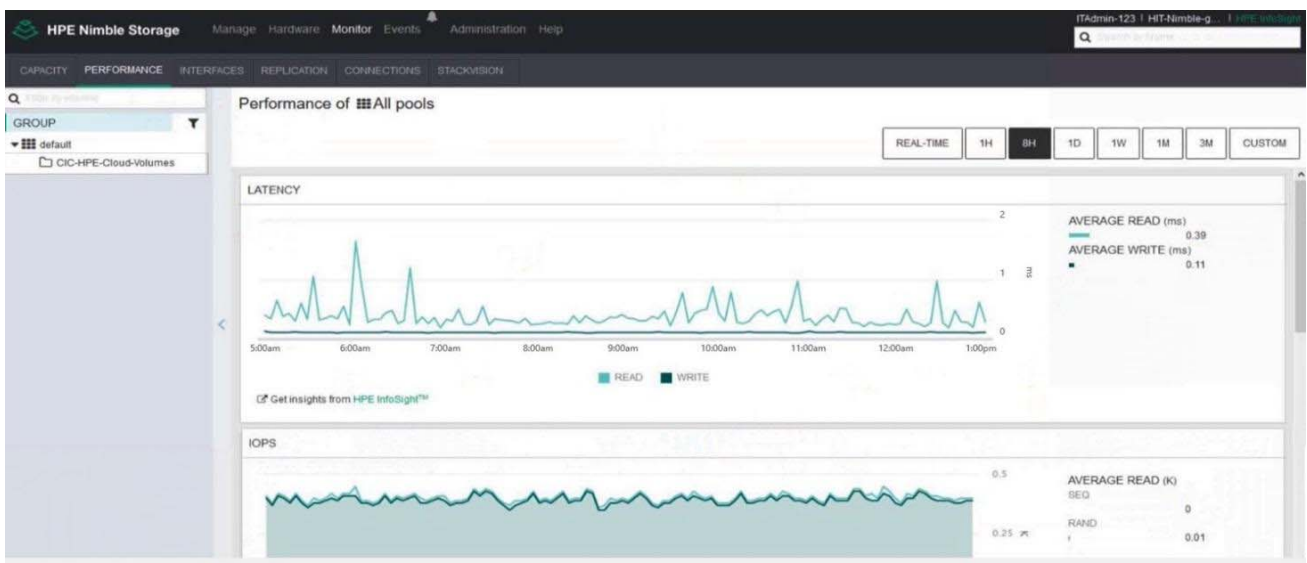 HPE Nimble Storage Manage Hardware Monitor Events Administration Help
ITAdmin-123 | HIT-Nimble-g... | HPE InfoSight
CAPACITY PERFORMANCE INTERFACES REPLICATION CONNECTIONS STACKVISION
GROUP
default
CIC-HPE-Cloud-Volumes
Performance of All pools
REAL-TIME 1H 8H 1D 1W 1M 3M CUSTOM
LATENCY
2
1
0
ms
5:00am 6:00am 7:00am 8:00am 9:00am 10:00am 11:00am 12:00am 1:00pm
READ WRITE
Get insights from HPE InfoSight™
AVERAGE READ (ms)
0.39
AVERAGE WRITE (ms)
0.11
IOPS
0.5
0.25
K
AVERAGE READ (K)
SEQ
0
RAND
0.01